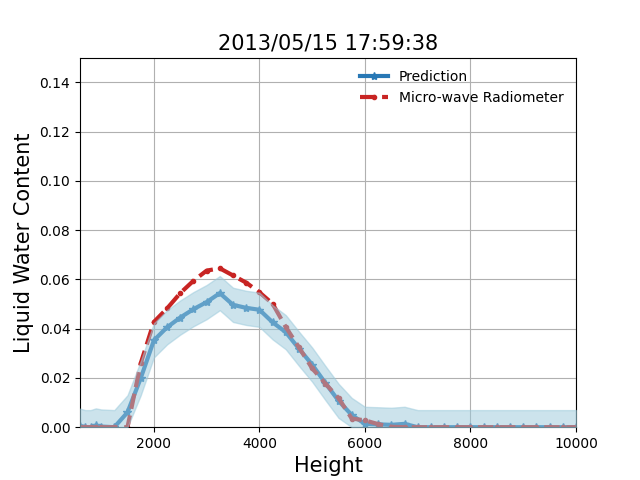 2013/05/15 17:59:38
Prediction
Micro-wave Radiometer
Liquid Water Content
0.14
0.12
0.10
0.08
0.06
0.04
0.02
0.00
2000 4000 6000 8000 10000
Height